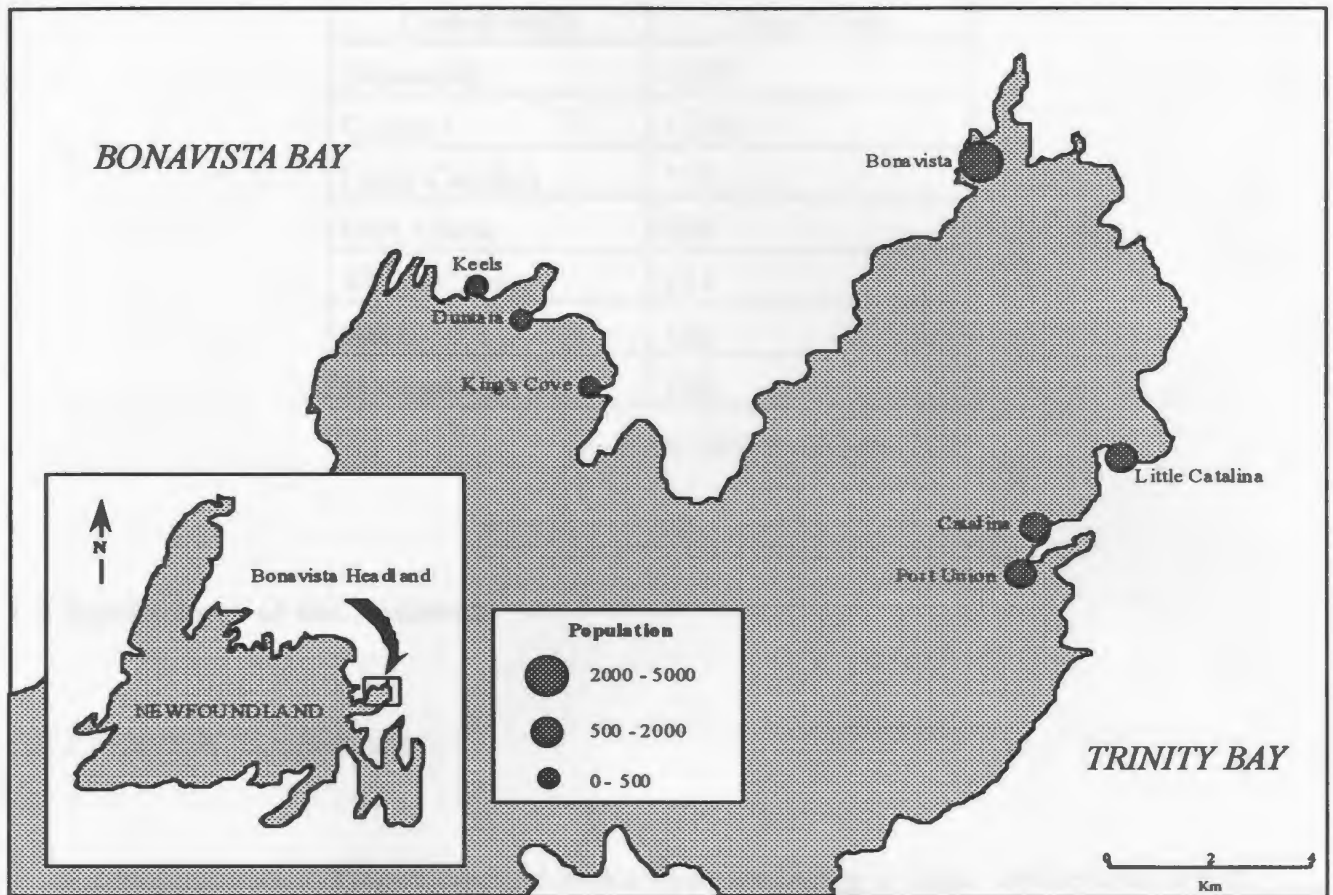 BONAVISTA BAY
Bonavista
Keels
Duntara
King's Cove
Little Catalina
Catalina
Port Union
N
Bonavista Headland
NEWFOUNDLAND
Population
2000 - 5000
500 - 2000
0 - 500
TRINITY BAY
0 2 4
Km